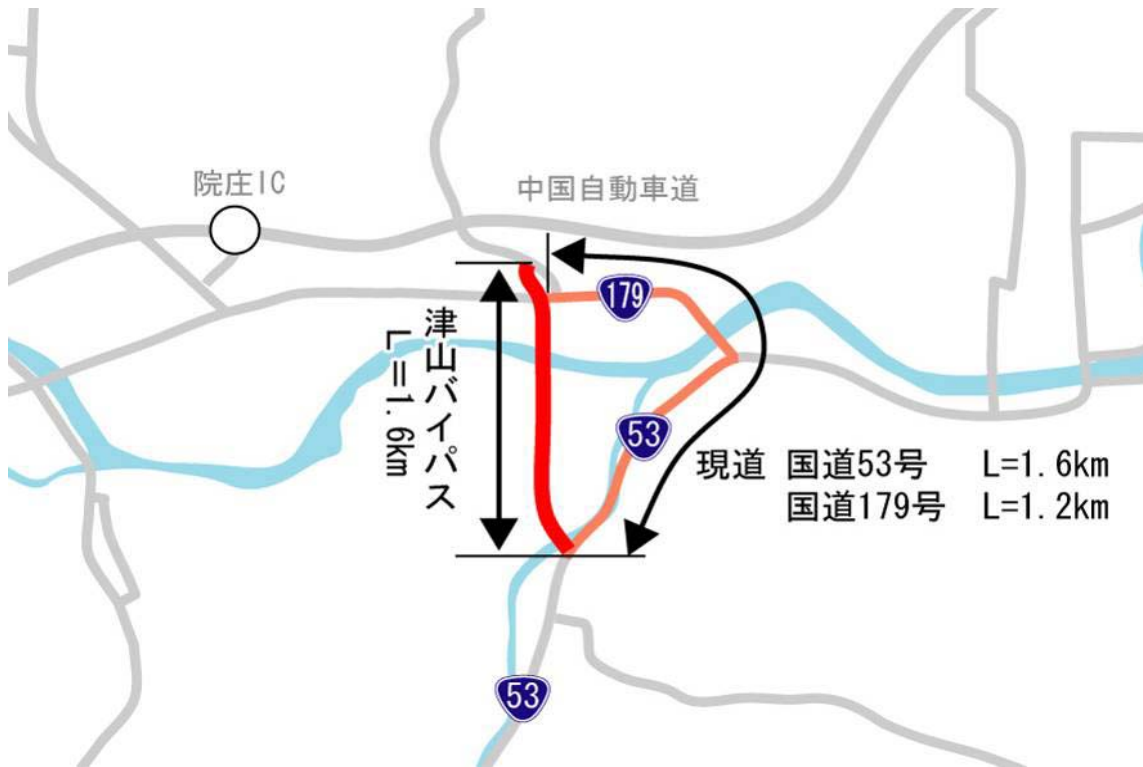 院庄IC
中国自動車道
179
津山バイパス
L=1.6km
53
現道 国道53号 L=1.6km
国道179号 L=1.2km
53